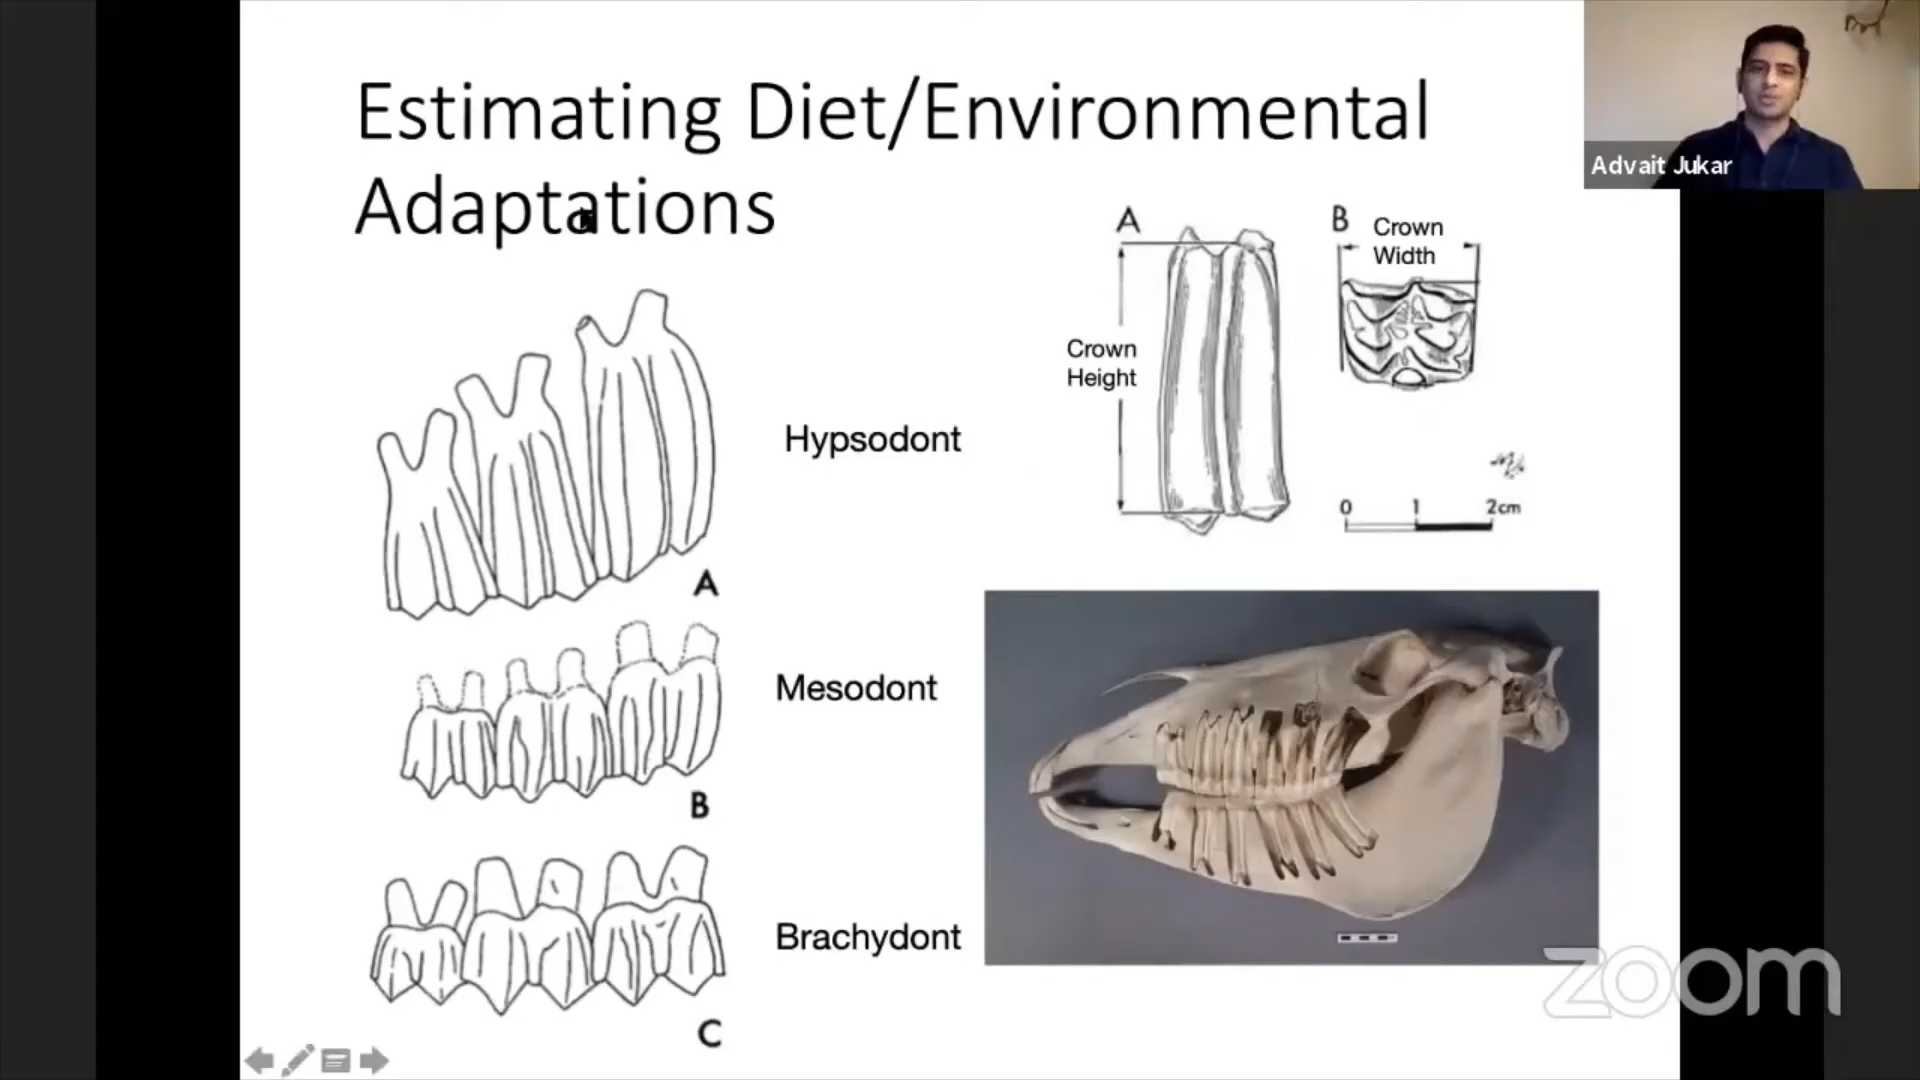 Estimating Diet/Environmental
Adaptations
Advait Jukar
A
B
Crown
Width
Crown
Height
0 1 2cm
Hypsodont
A
Mesodont
B
Brachydont
C
zoom